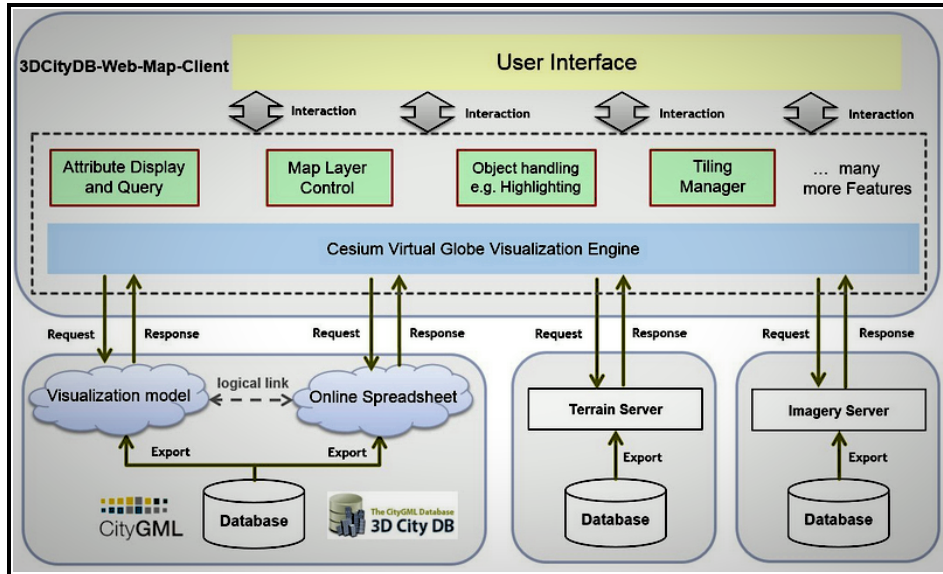 User Interface
3DCityDB-Web-Map-Client
Interaction
Interaction
Interaction
Interaction
Attribute Display
and Query
Map Layer
Control
Object handling
e.g. Highlighting
Tiling
Manager
... many
more Features
Cesium Virtual Globe Visualization Engine
Request
Response
Request
Response
Request
Response
Request
Response
Visualization model
logical link
Online Spreadsheet
Terrain Server
Imagery Server
Export
Export
Export
Export
CityGML
Database
The CityGML Database
3D City DB
Database
Database